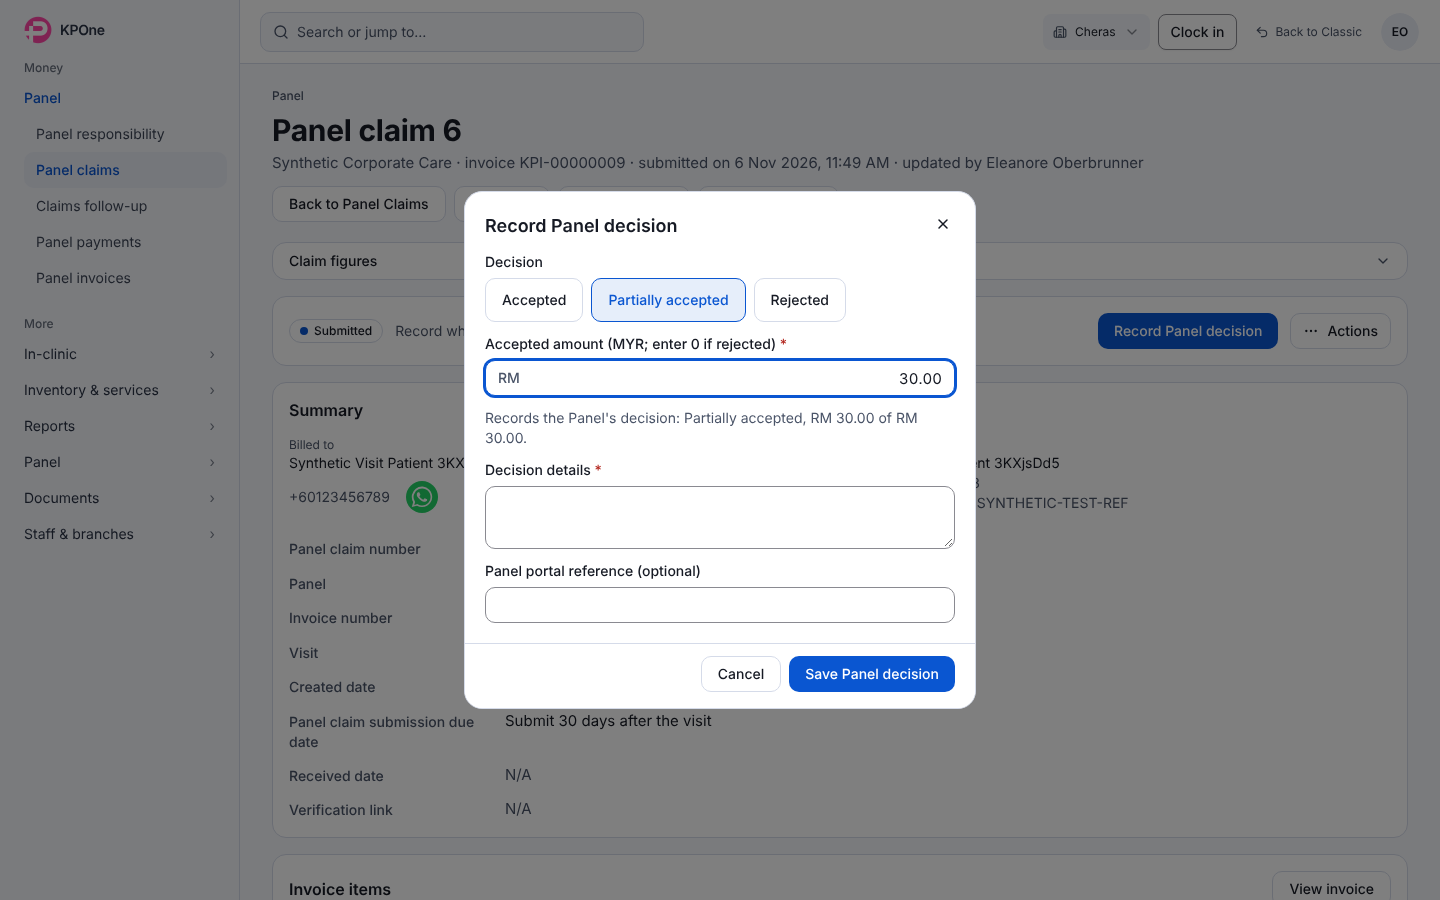 KPOne
Search or jump to...
Cheras
Clock in
Back to Classic
EO
Money
Panel
Panel responsibility
Panel claims
Claims follow-up
Panel payments
Panel invoices
More
In-clinic
Inventory & services
Reports
Panel
Documents
Staff & branches
Panel
Panel claim 6
Synthetic Corporate Care · invoice KPI-00000009 · submitted on 6 Nov 2026, 11:49 AM · updated by Eleanore Oberbrunner
Back to Panel Claims
Claim figures
Submitted
Record wh
Record Panel decision
Actions
Summary
Billed to
Synthetic Visit Patient 3KX
nt 3KXjsDd5
+60123456789
SYNTHETIC-TEST-REF
Panel claim number
Panel
Invoice number
Visit
Created date
Panel claim submission due date
Submit 30 days after the visit
Received date
N/A
Verification link
N/A
Invoice items
View invoice
Record Panel decision
Decision
Accepted
Partially accepted
Rejected
Accepted amount (MYR; enter 0 if rejected) *
RM
30.00
Records the Panel's decision: Partially accepted, RM 30.00 of RM
30.00.
Decision details *
Panel portal reference (optional)
Cancel
Save Panel decision